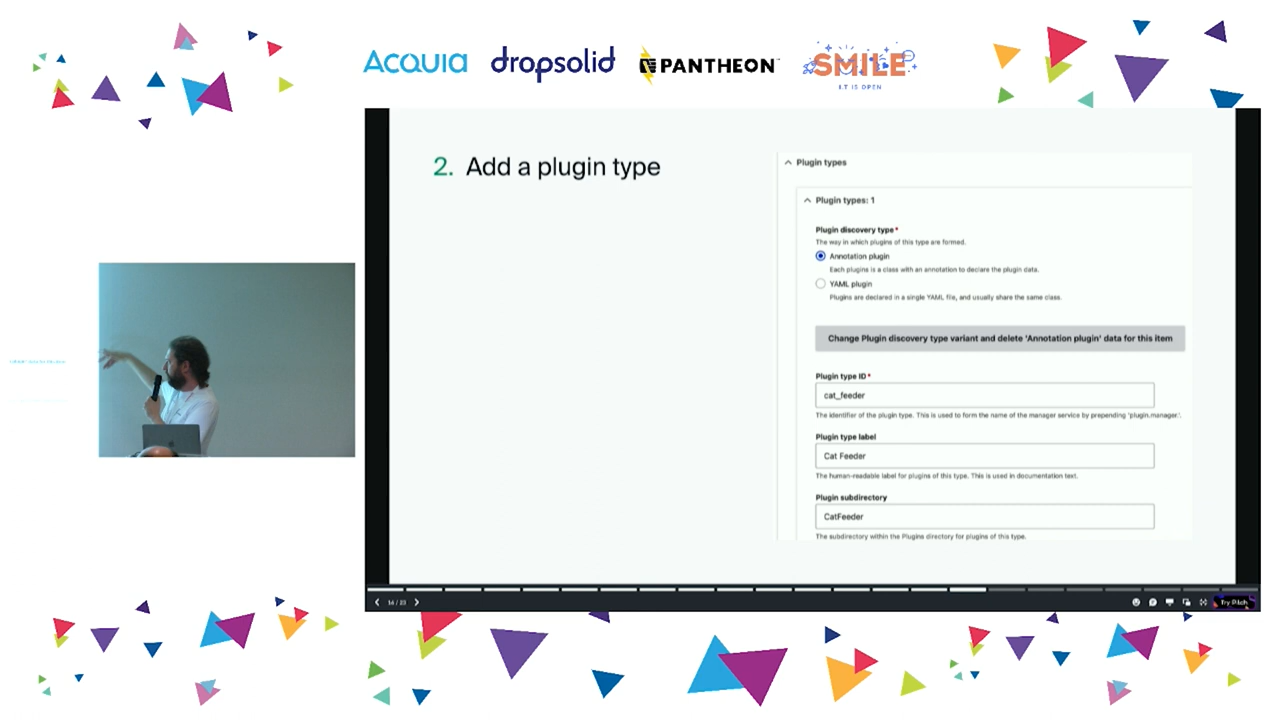 ACQUIA dropsolid PANTHEON SMILE
I.T IS OPEN
2. Add a plugin type
Plugin types
Plugin types: 1
Plugin discovery type*
The way in which plugins of this type are formed.
Annotation plugin
Each plugins is a class with an annotation to declare the plugin data.
YAML plugin
Plugins are declared in a single YAML file, and usually share the same class.
Change Plugin discovery type variant and delete 'Annotation plugin' data for this item
Plugin type ID*
cat_feeder
The identifier of the plugin type. This is used to form the name of the manager service by prepending 'plugin.manager.'.
Plugin type label
Cat Feeder
The human-readable label for plugins of this type. This is used in documentation text.
Plugin subdirectory
CatFeeder
The subdirectory within the Plugins directory for plugins of this type.
14 / 23
Try Pitch